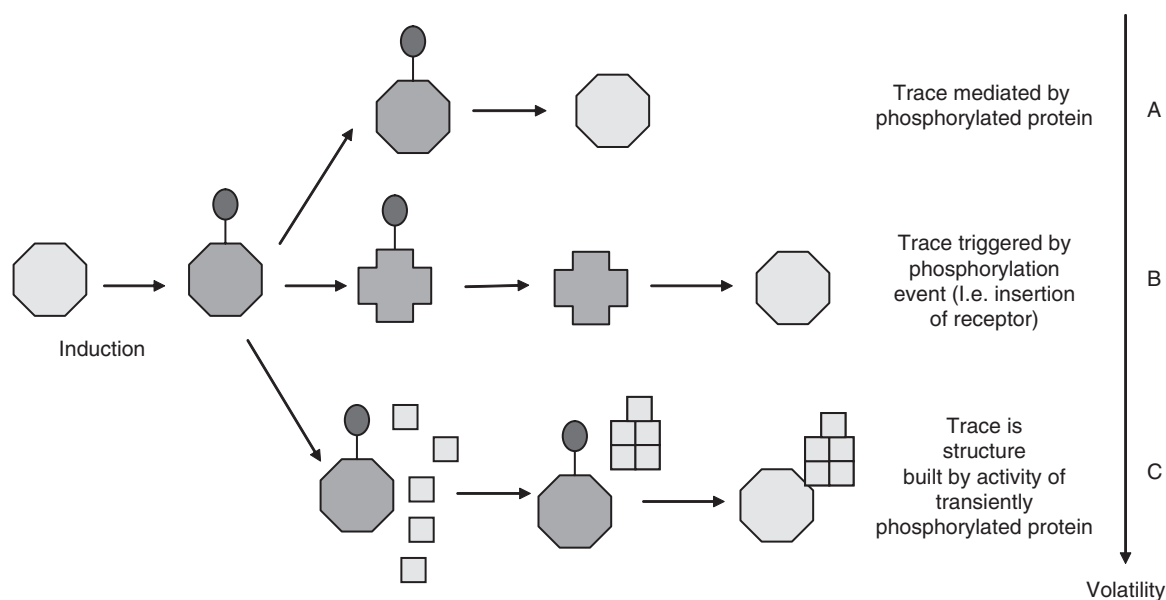 Trace mediated by
phosphorylated protein
A
Induction
Trace triggered by
phosphorylation
event (I.e. insertion
of receptor)
B
Trace is
structure
built by activity of
transiently
phosphorylated protein
C
Volatility